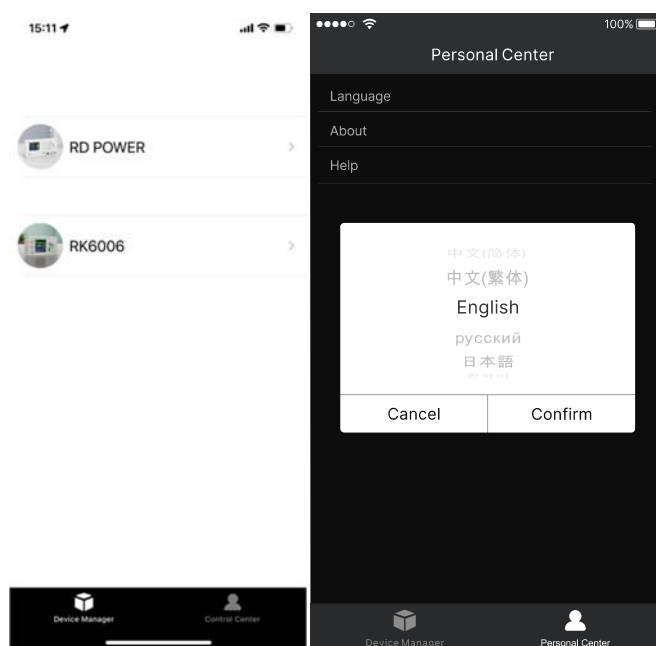 15:11
RD POWER
RK6006
Device Manager
Control Center
100%
Personal Center
Language
About
Help
中文(简体)
中文(繁体)
English
русский
日本語
Cancel
Confirm
Device Manager
Personal Center